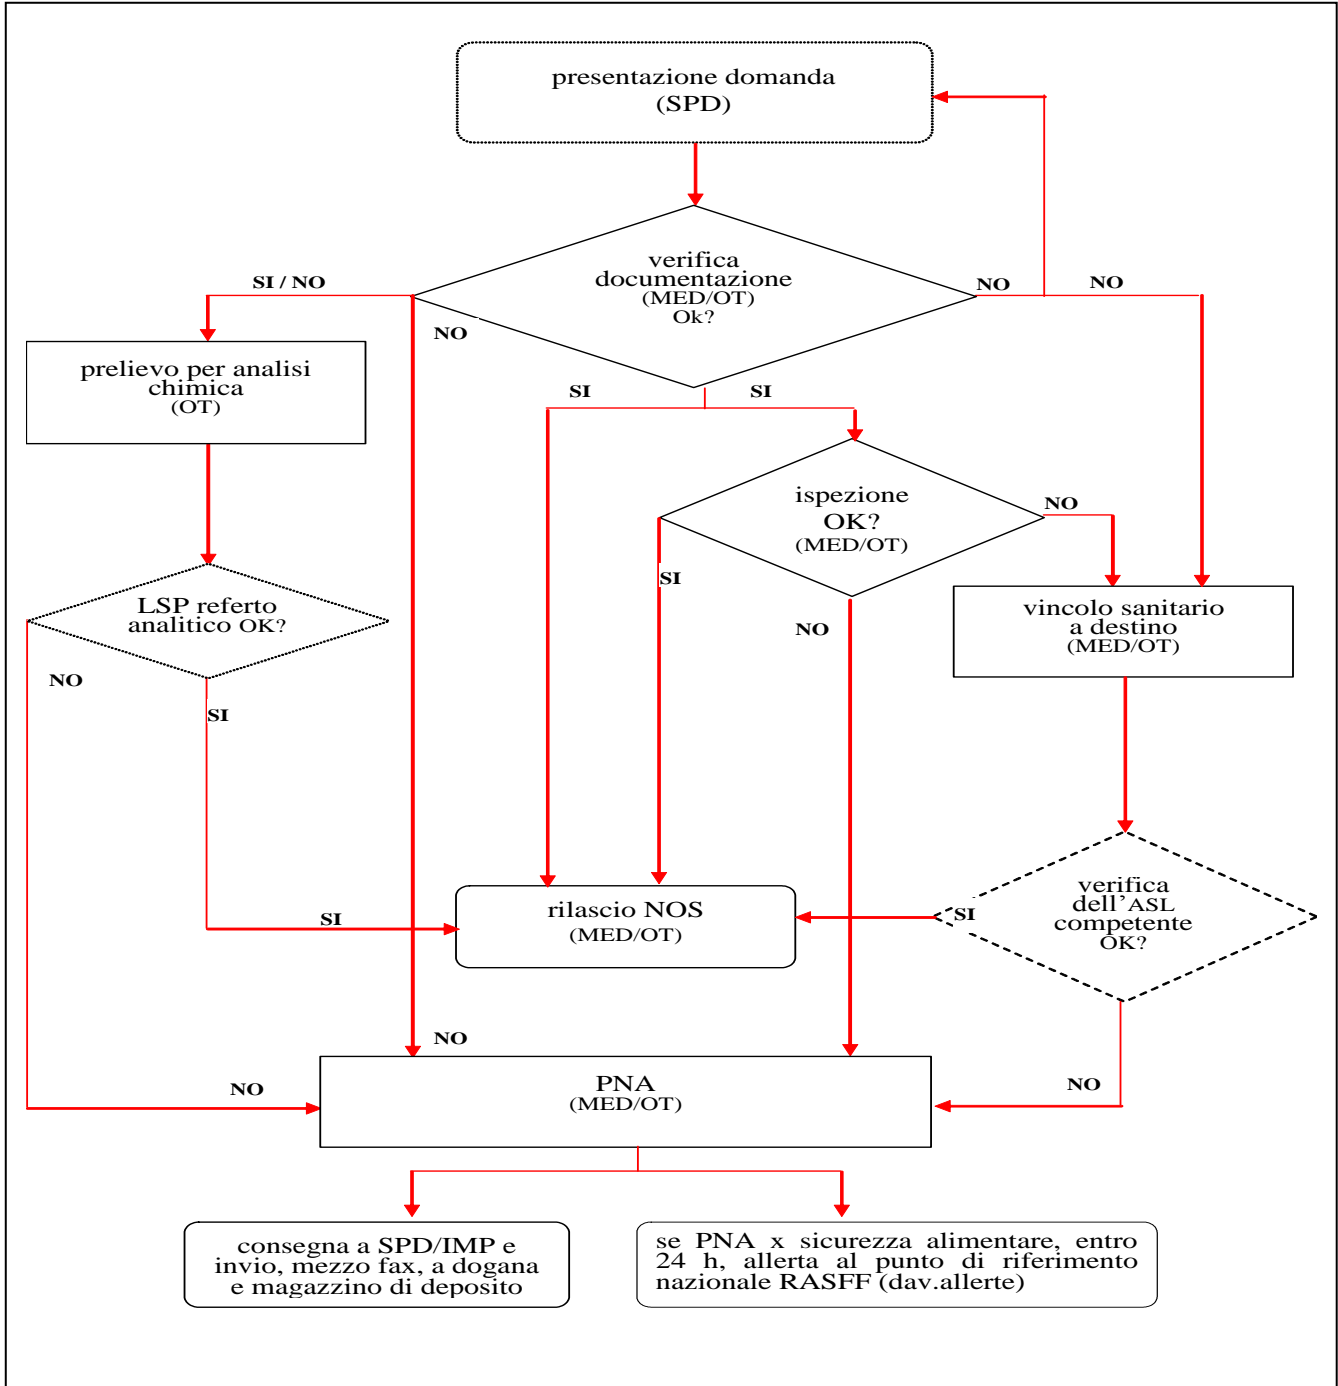 presentazione domanda
(SPD)
verifica
documentazione
(MED/OT)
Ok?
SI / NO
NO
NO
NO
SI
SI
prelievo per analisi
chimica
(OT)
ispezione
OK?
(MED/OT)
NO
SI
NO
LSP referto
analitico OK?
NO
SI
vincolo sanitario
a destino
(MED/OT)
verifica
dell'ASL
competente
OK?
SI
SI
rilascio NOS
(MED/OT)
NO
NO
NO
PNA
(MED/OT)
consegna a SPD/IMP e
invio, mezzo fax, a dogana
e magazzino di deposito
se PNA x sicurezza alimentare, entro
24 h, allerta al punto di riferimento
nazionale RASFF (dav.allerte)